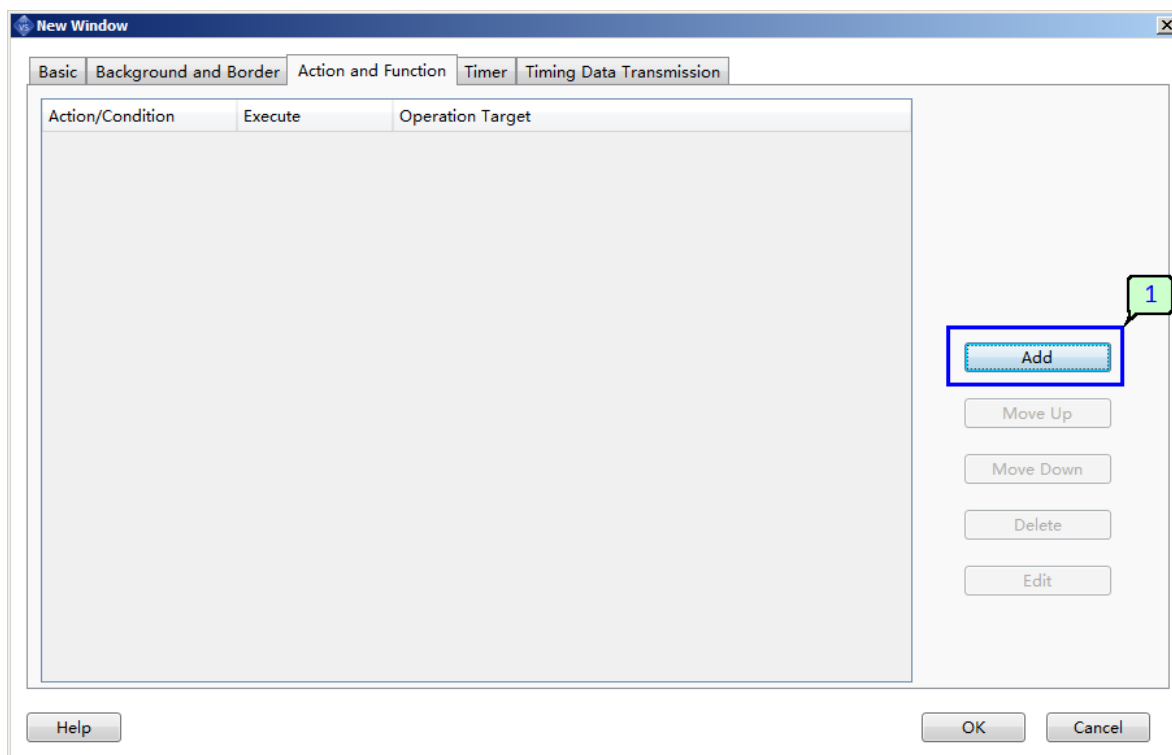 VS New Window
Basic Background and Border Action and Function Timer Timing Data Transmission
Action/Condition Execute Operation Target
1
Add
Move Up
Move Down
Delete
Edit
Help OK Cancel